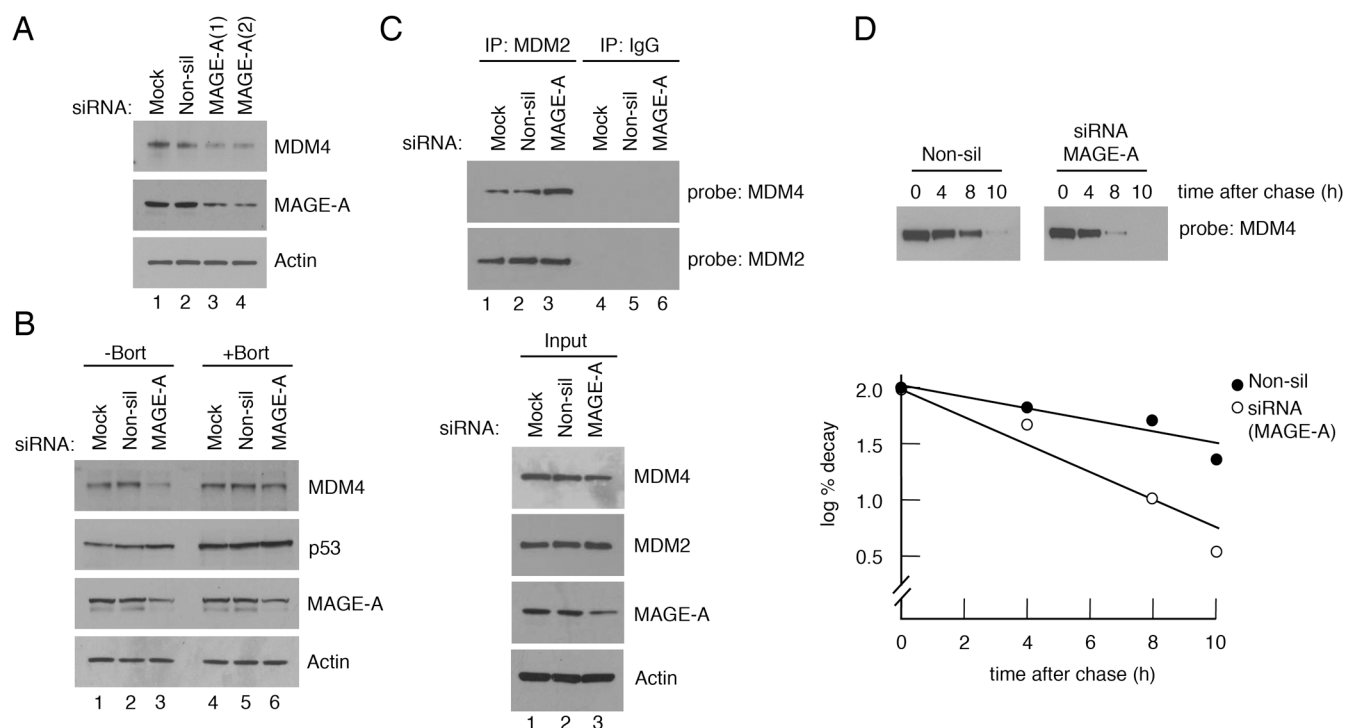 A
siRNA:
Mock
Non-sil
MAGE-A(1)
MAGE-A(2)
MDM4
MAGE-A
Actin
1 2 3 4
B
-Bort +Bort
siRNA:
Mock
Non-sil
MAGE-A
Mock
Non-sil
MAGE-A
MDM4
p53
MAGE-A
Actin
1 2 3 4 5 6
C
IP: MDM2 IP: IgG
siRNA:
Mock
Non-sil
MAGE-A
Mock
Non-sil
MAGE-A
probe: MDM4
probe: MDM2
1 2 3 4 5 6
Input
siRNA:
Mock
Non-sil
MAGE-A
MDM4
MDM2
MAGE-A
Actin
1 2 3
D
Non-sil
siRNA
MAGE-A
0 4 8 10 0 4 8 10 time after chase (h)
probe: MDM4
log % decay
2.0
1.5
1.0
0.5
0 2 4 6 8 10
time after chase (h)
Non-sil
siRNA
(MAGE-A)